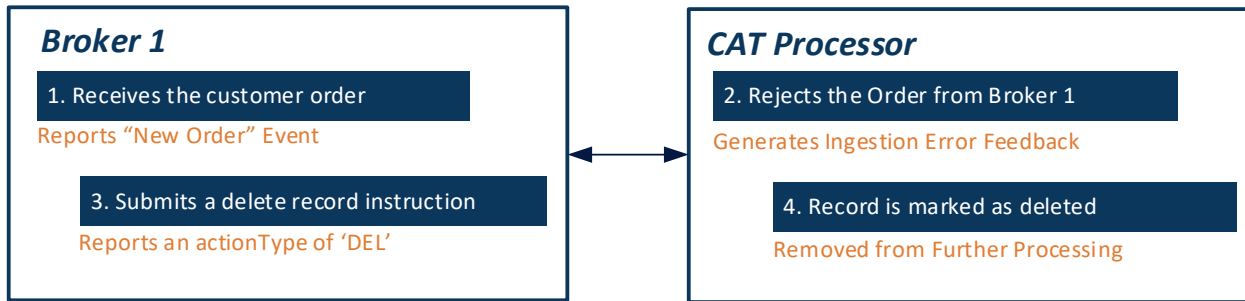 Broker 1
1. Receives the customer order
Reports “New Order” Event
3. Submits a delete record instruction
Reports an actionType of ‘DEL’
CAT Processor
2. Rejects the Order from Broker 1
Generates Ingestion Error Feedback
4. Record is marked as deleted
Removed from Further Processing